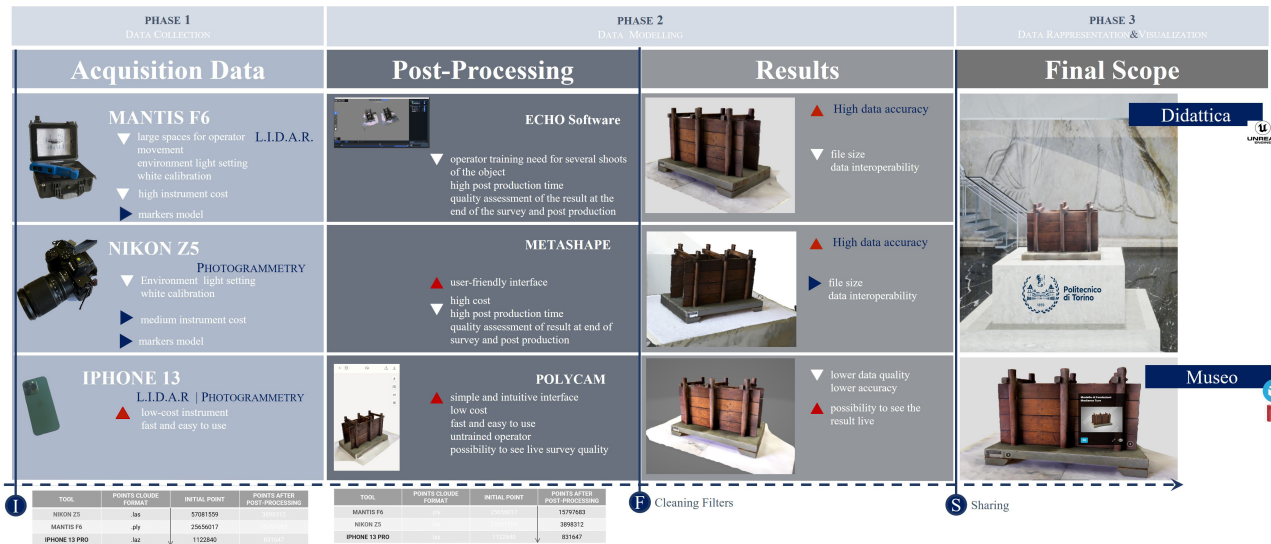 PHASE 1
DATA COLLECTION
PHASE 2
DATA MODELLING
PHASE 3
DATA RAPPRESENTATION&VISUALIZATION
Acquisition Data
Post-Processing
Results
Final Scope
MANTIS F6
L.I.D.A.R.
large spaces for operator
movement
environment light setting
white calibration
high instrument cost
markers model
ECHO Software
operator training need for several shoots
of the object
high post production time
quality assessment of the result at the
end of the survey and post production
High data accuracy
file size
data interoperability
Didattica
UNREAL
ENGINE
NIKON Z5
PHOTOGRAMMETRY
Environment light setting
white calibration
medium instrument cost
markers model
METASHAPE
user-friendly interface
high cost
high post production time
quality assessment of result at end of
survey and post production
High data accuracy
file size
data interoperability
Politecnico
di Torino
IPHONE 13
L.I.D.A.R | PHOTOGRAMMETRY
low-cost instrument
fast and easy to use
POLYCAM
simple and intuitive interface
low cost
fast and easy to use
untrained operator
possibility to see live survey quality
lower data quality
lower accuracy
possibility to see the
result live
Museo
I
F Cleaning Filters
S Sharing
TOOL POINTS CLOUDE FORMAT INITIAL POINT POINTS AFTER POST-PROCESSING
NIKON Z5 .las 57081559
MANTIS F6 .ply 25656017
IPHONE 13 PRO .laz 1122840 831647
TOOL POINTS CLOUDE FORMAT INITIAL POINT POINTS AFTER POST-PROCESSING
MANTIS F6 .ply 25656017 15797683
NIKON Z5 3898312
IPHONE 13 PRO 831647